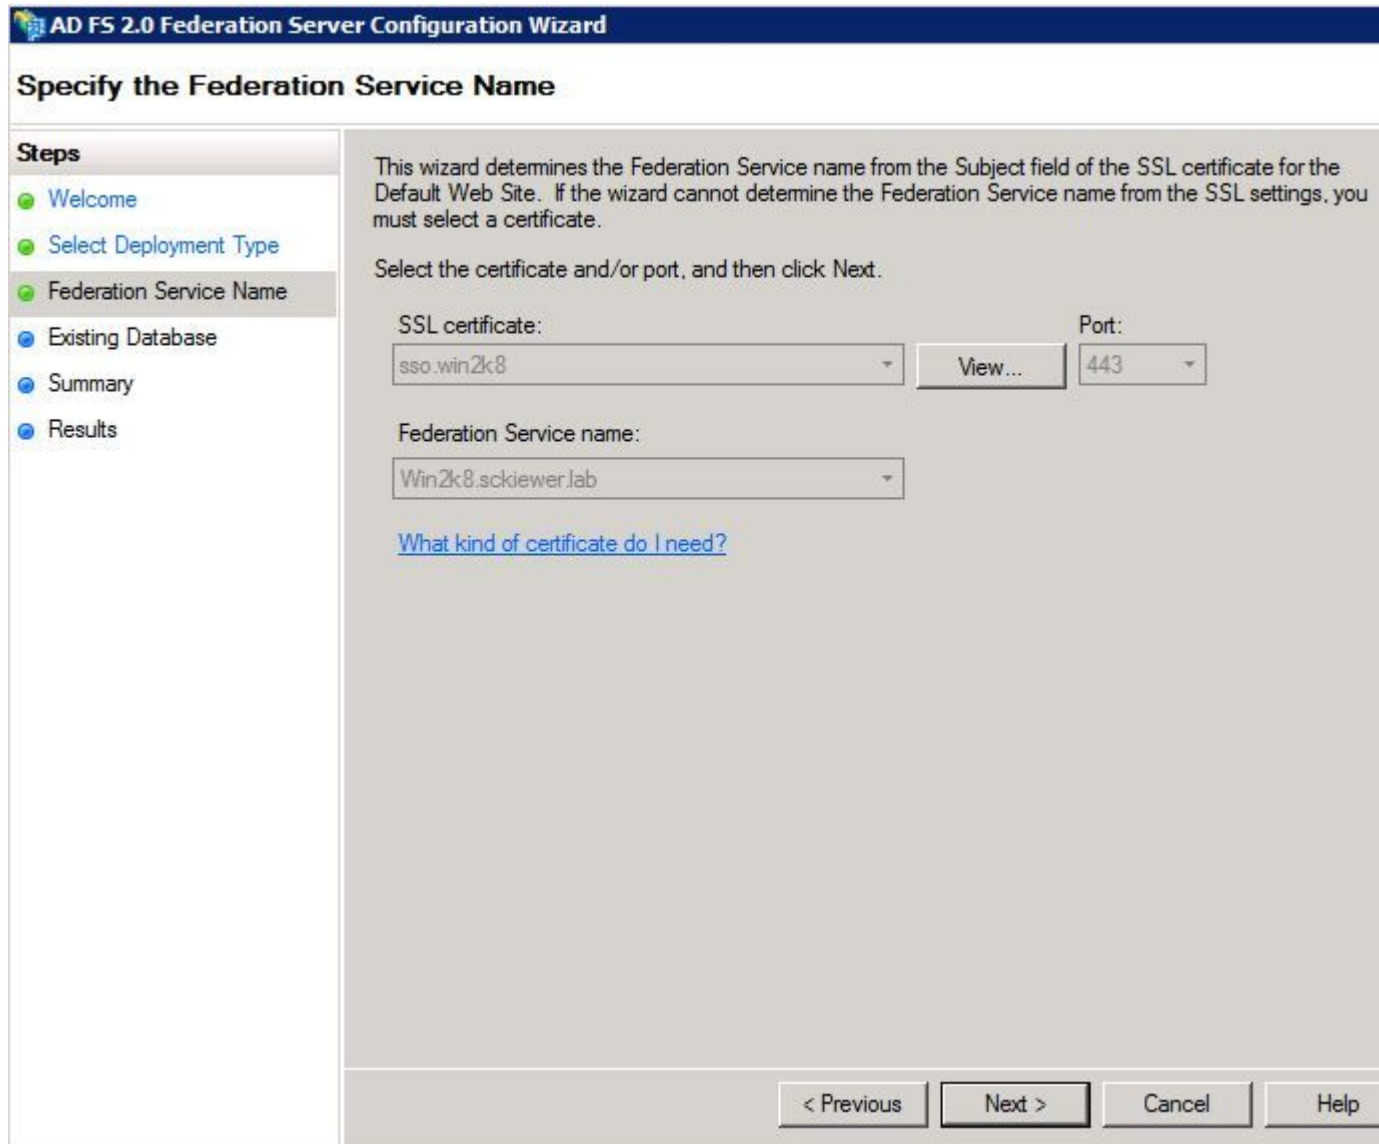 AD FS 2.0 Federation Server Configuration Wizard
Specify the Federation Service Name
Steps
Welcome
Select Deployment Type
Federation Service Name
Existing Database
Summary
Results
This wizard determines the Federation Service name from the Subject field of the SSL certificate for the
Default Web Site.  If the wizard cannot determine the Federation Service name from the SSL settings, you
must select a certificate.
Select the certificate and/or port, and then click Next.
SSL certificate:
Port:
sso.win2k8
View...
443
Federation Service name:
Win2k8.sckiewer.lab
What kind of certificate do I need?
< Previous
Next >
Cancel
Help